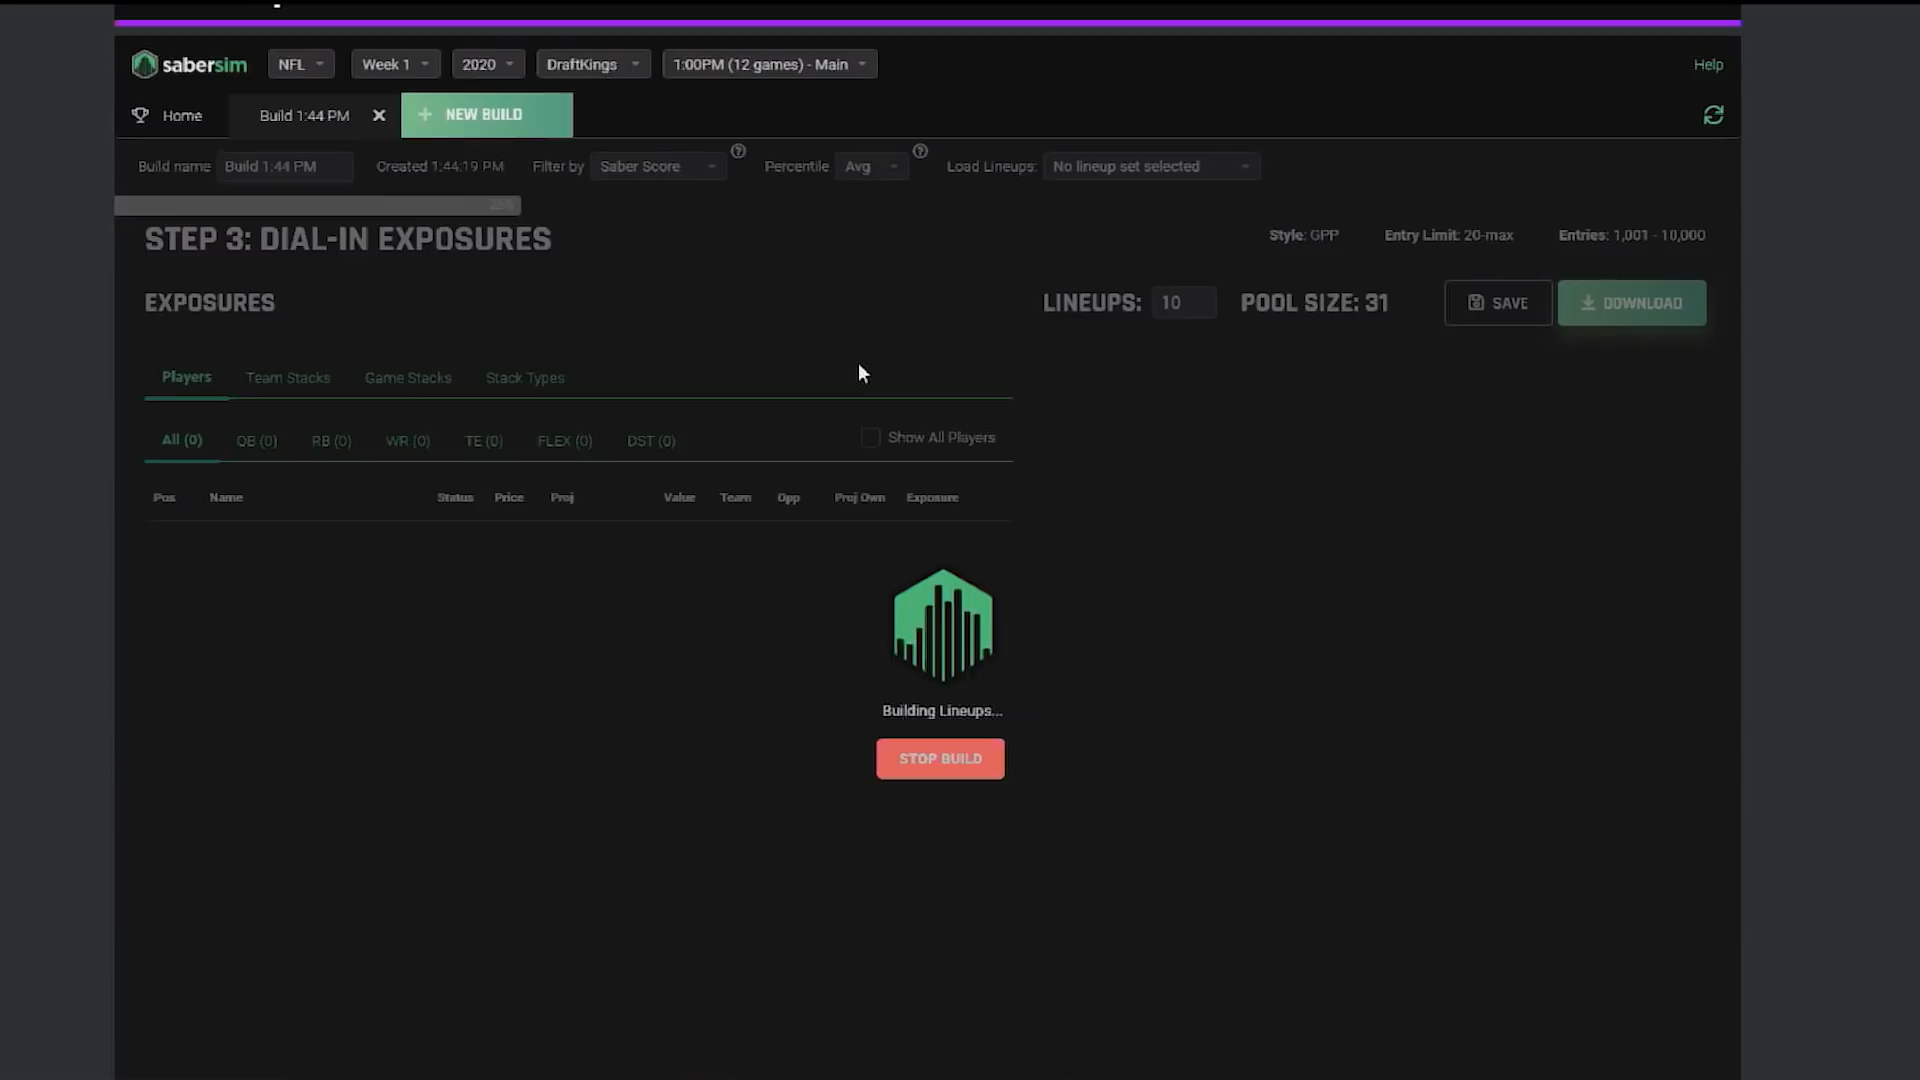 sabersim NFL Week 1 2020 DraftKings 1:00PM (12 games) - Main Help
Home Build 1:44 PM NEW BUILD
Build name Build 1:44 PM Created 1:44:19 PM Filter by Saber Score Percentile Avg Load Lineups: No lineup set selected
STEP 3: DIAL-IN EXPOSURES Style: GPP Entry Limit: 20-max Entries: 1,001 - 10,000
EXPOSURES LINEUPS: 10 POOL SIZE: 31 SAVE DOWNLOAD
Players Team Stacks Game Stacks Stack Types
All (0) QB (0) RB (0) WR (0) TE (0) FLEX (0) DST (0) Show All Players
Pos Name Status Price Proj Value Team Opp Proj Own Exposure
Building Lineups...
STOP BUILD